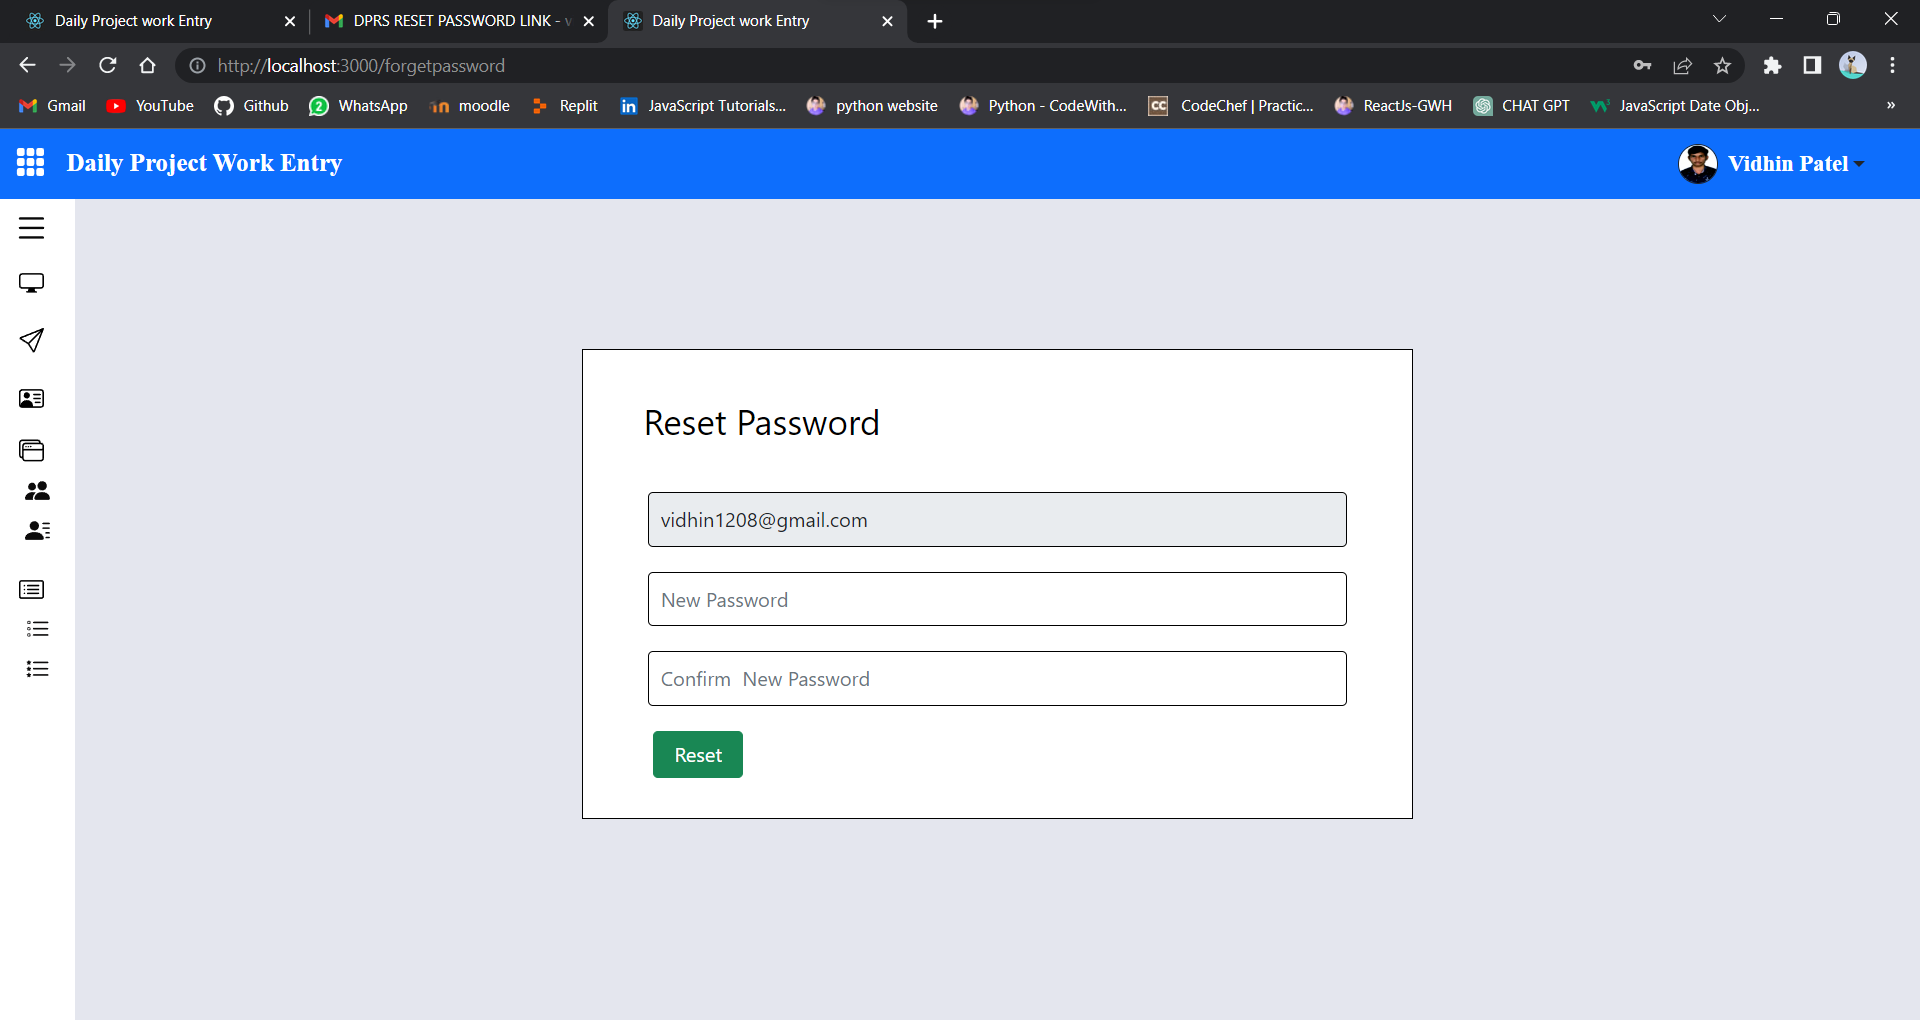 Daily Project work Entry
DPRS RESET PASSWORD LINK -
Daily Project work Entry
http://localhost:3000/forgetpassword
Gmail YouTube Github WhatsApp moodle Replit JavaScript Tutorials... python website Python - CodeWith... CodeChef | Practic... ReactJs-GWH CHAT GPT JavaScript Date Obj... »
Daily Project Work Entry
Vidhin Patel
Reset Password
vidhin1208@gmail.com
New Password
Confirm  New Password
Reset